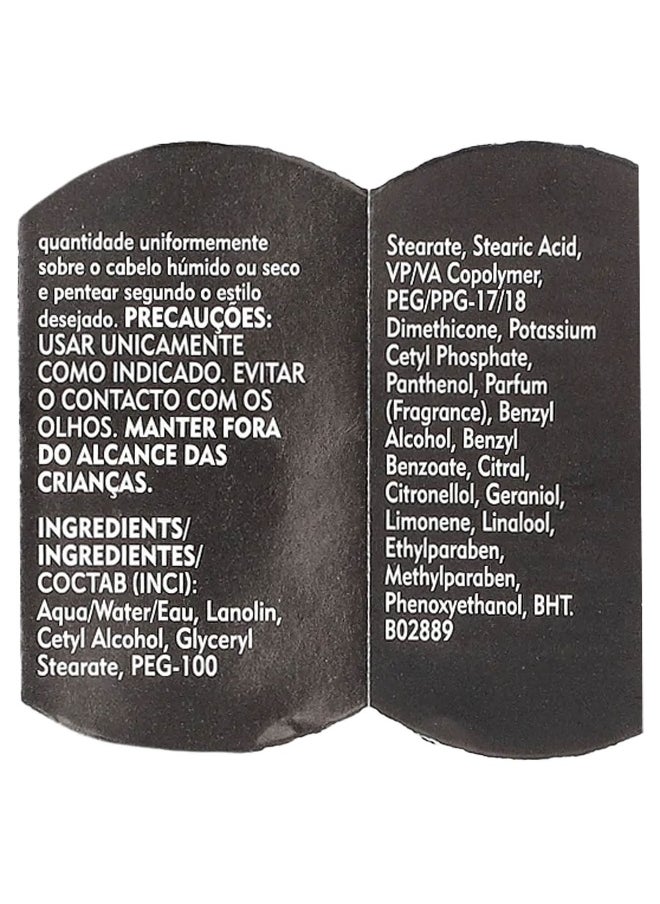 quantidade uniformemente
sobre o cabelo húmido ou seco
e pentear segundo o estilo
desejado. PRECAUÇÕES:
USAR UNICAMENTE
COMO INDICADO. EVITAR
O CONTACTO COM OS
OLHOS. MANTER FORA
DO ALCANCE DAS
CRIANÇAS.
INGREDIENTS/
INGREDIENTES/
COCTAB (INCI):
Aqua/Water/Eau, Lanolin,
Cetyl Alcohol, Glyceryl
Stearate, PEG-100
Stearate, Stearic Acid,
VP/VA Copolymer,
PEG/PPG-17/18
Dimethicone, Potassium
Cetyl Phosphate,
Panthenol, Parfum
(Fragrance), Benzyl
Alcohol, Benzyl
Benzoate, Citral,
Citronellol, Geraniol,
Limonene, Linalool,
Ethylparaben,
Methylparaben,
Phenoxyethanol, BHT.
B02889